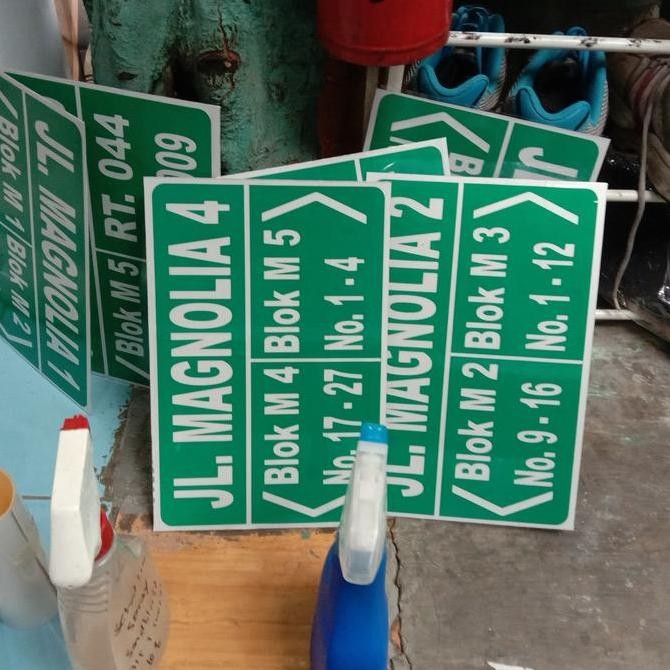 JL. MAGNOLIA 4
Blok M 4 Blok M 5
No. 17 - 27 No. 1 - 4
JL. MAGNOLIA 2
Blok M 2 Blok M 3
No. 9 - 16 No. 1 - 12
JL. MAGNOLIA 1
Blok M 1 Blok M 2
RT. 044
009
Blok M 5